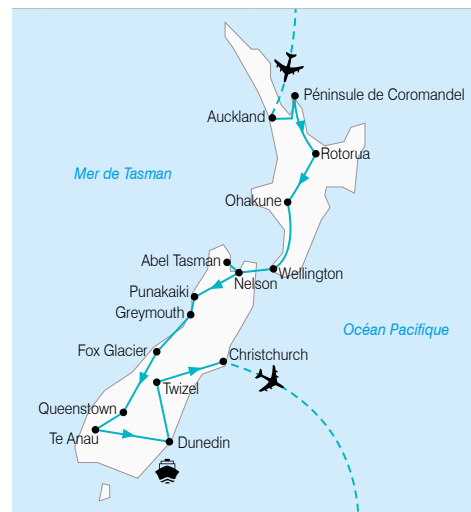 Péninsule de Coromandel
Auckland
Rotorua
Mer de Tasman
Ohakune
Abel Tasman
Wellington
Nelson
Punakaiki
Greymouth
Océan Pacifique
Fox Glacier
Christchurch
Twizel
Queenstown
Te Anau
Dunedin